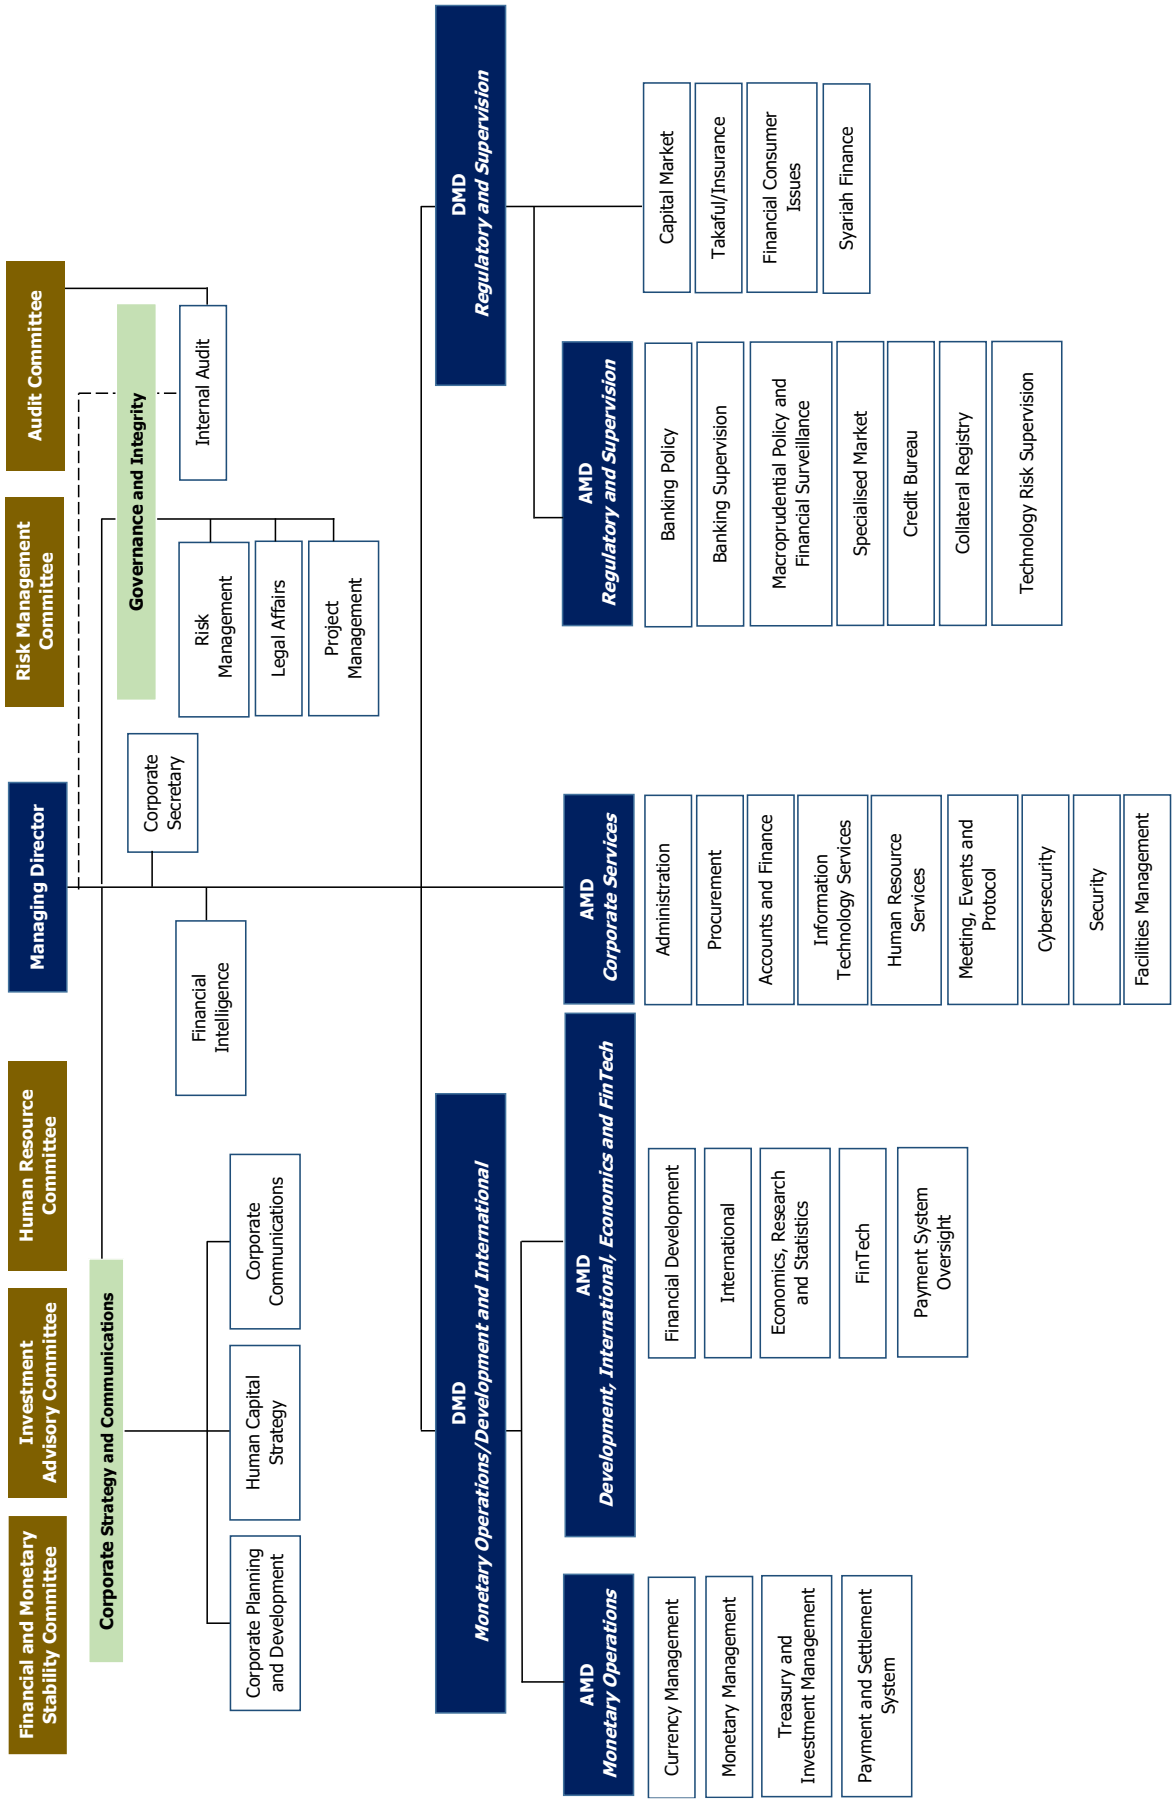 Financial and Monetary
Stability Committee
Investment
Advisory Committee
Human Resource
Committee
Managing Director
Risk Management
Committee
Audit Committee
Corporate Strategy and Communications
Governance and Integrity
Corporate Planning
and Development
Human Capital
Strategy
Corporate
Communications
Financial
Intelligence
Corporate
Secretary
Risk
Management
Legal Affairs
Project
Management
Internal Audit
DMD
Monetary Operations/Development and International
DMD
Regulatory and Supervision
AMD
Monetary Operations
Currency Management
Monetary Management
Treasury and
Investment Management
Payment and Settlement
System
AMD
Development, International, Economics and FinTech
Financial Development
International
Economics, Research
and Statistics
FinTech
Payment System
Oversight
AMD
Corporate Services
Administration
Procurement
Accounts and Finance
Information
Technology Services
Human Resource
Services
Meeting, Events and
Protocol
Cybersecurity
Security
Facilities Management
AMD
Regulatory and Supervision
Banking Policy
Banking Supervision
Macroprudential Policy and
Financial Surveillance
Specialised Market
Credit Bureau
Collateral Registry
Technology Risk Supervision
Capital Market
Takaful/Insurance
Financial Consumer
Issues
Syariah Finance